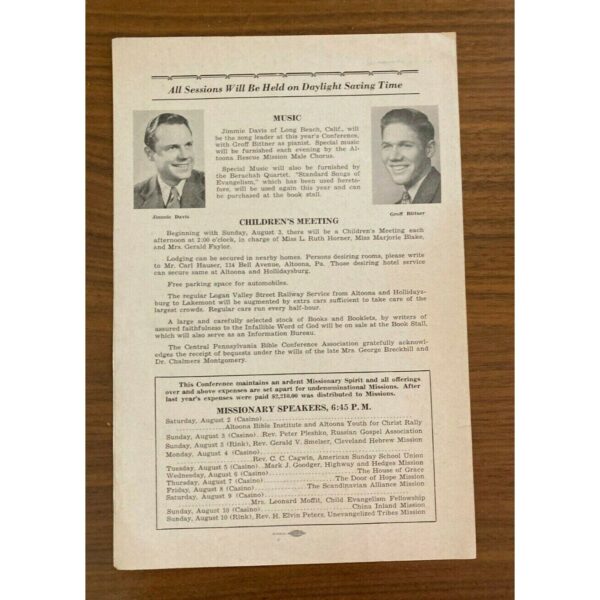 All Sessions Will Be Held on Daylight Saving Time
MUSIC
Jimmie Davis of Long Beach, Calif., will
be the song leader at this year's Conference,
with Geoff Bittner as pianist. Special music
will be furnished each evening by the Al-
toona Rescue Mission Male Chorus.
Special Music will also be furnished by
the Berachah Quartet. "Standard Songs of
Evangelism," which has been used hereto-
fore, will be used again this year and can
be purchased at the book stall.
Jimmie Davis
Geoff Bittner
CHILDREN'S MEETING
Beginning with Sunday, August 3, there will be a Children's Meeting each
afternoon at 2:00 o'clock, in charge of Miss L. Ruth Horner, Miss Marjorie Blake,
and Mrs. Gerald Faylor.
Lodging can be secured in nearby homes. Persons desiring rooms, please write
to Mr. Carl Hauser, 134 Bell Avenue, Altoona, Pa. Those desiring hotel service
can secure same at Altoona and Hollidaysburg.
Free parking space for automobiles.
The regular Logan Valley Street Railway Service from Altoona and Hollidays-
burg to Lakemont will be augmented by extra cars sufficient to take care of the
largest crowds. Regular cars run every half-hour.
A large and carefully selected stock of Books and Booklets, by writers of
assured faithfulness to the Infallible Word of God will be on sale at the Book Stall,
which will also serve as an Information Bureau.
The Central Pennsylvania Bible Conference Association gratefully acknowl-
edges the receipt of bequests under the wills of the late Mrs. George Breckbill and
Dr. Chalmers Montgomery.
This Conference maintains an ardent Missionary Spirit and all offerings
over and above expenses are set apart for undenominational Missions. After
last year's expenses were paid $2,210.00 was distributed to Missions.
MISSIONARY SPEAKERS, 6:45 P. M.
Saturday, August 2 (Casino)
Altoona Bible Institute and Altoona Youth for Christ Rally
Sunday, August 3 (Casino) Rev. Peter Pleshko, Russian Gospel Association
Sunday, August 3 (Rink), Rev. Gerald V. Smelser, Cleveland Hebrew Mission
Monday, August 4 (Casino)
Rev. C. C. Cagwin, American Sunday School Union
Tuesday, August 5 (Casino) Mark J. Goodger, Highway and Hedges Mission
Wednesday, August 6 (Casino) The House of Grace
Thursday, August 7 (Casino) The Door of Hope Mission
Friday, August 8 (Casino) The Scandinavian Alliance Mission
Saturday, August 9 (Casino)
Mrs. Leonard Moffit, Child Evangelism Fellowship
Sunday, August 10 (Casino) China Inland Mission
Sunday, August 10 (Rink), Rev. H. Elvin Peters, Unevangelized Tribes Mission